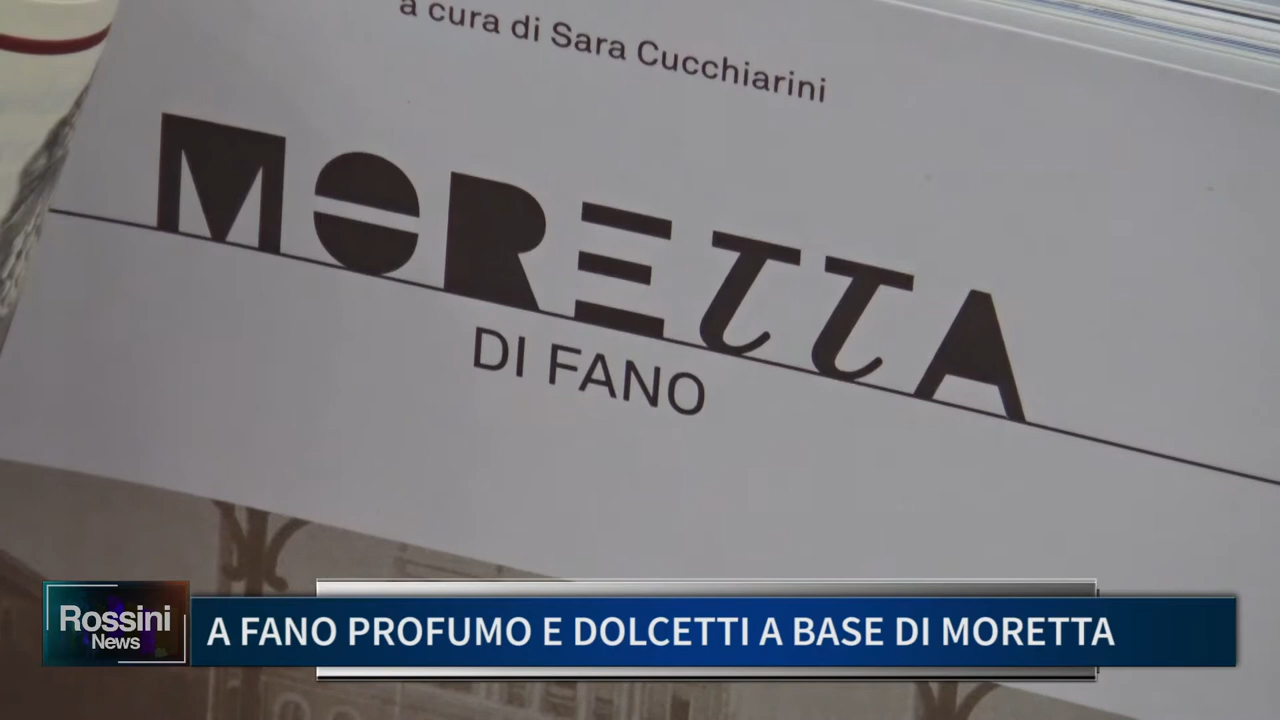 a cura di Sara Cucchiarini
MORETTA
DI FANO
Rossini
News
A FANO PROFUMO E DOLCETTI A BASE DI MORETTA